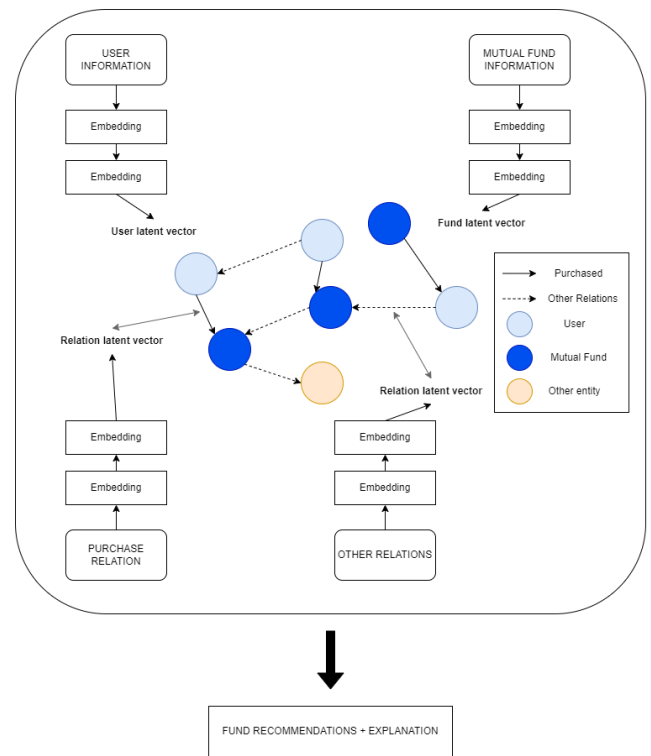 USER
INFORMATION
MUTUAL FUND
INFORMATION
Embedding
Embedding
Embedding
Embedding
User latent vector
Fund latent vector
Purchased
Other Relations
User
Mutual Fund
Other entity
Relation latent vector
Relation latent vector
Embedding
Embedding
Embedding
Embedding
PURCHASE
RELATION
OTHER RELATIONS
FUND RECOMMENDATIONS + EXPLANATION